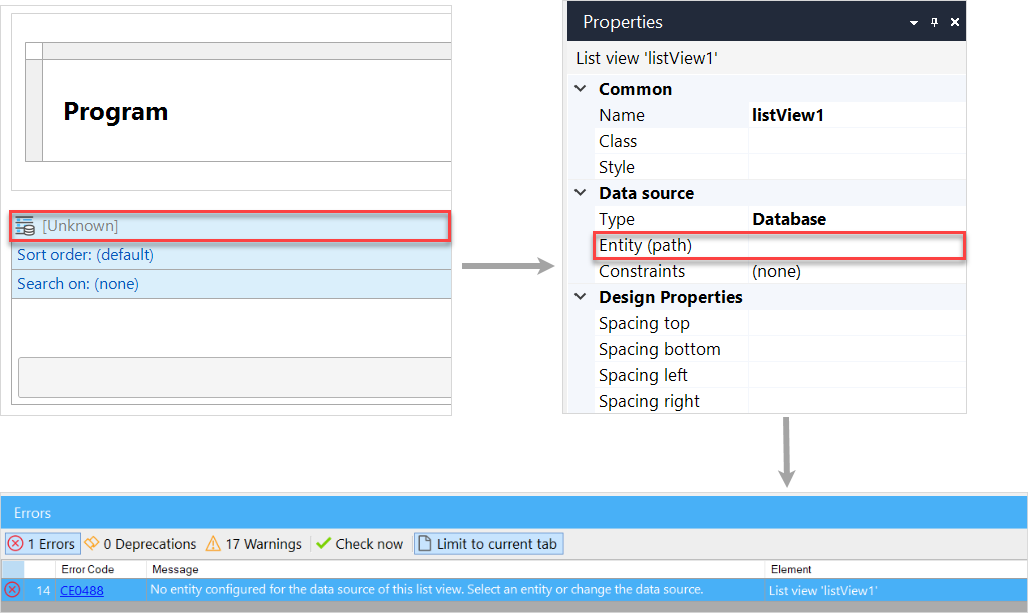 Program
[Unknown]
Sort order: (default)
Search on: (none)
Properties
List view 'listView1'
Common
Name listView1
Class
Style
Data source
Type Database
Entity (path)
Constraints (none)
Design Properties
Spacing top
Spacing bottom
Spacing left
Spacing right
Errors
1 Errors 0 Deprecations 17 Warnings Check now Limit to current tab
Error Code Message Element
14 CE0488 No entity configured for the data source of this list view. Select an entity or change the data source. List view 'listView1'